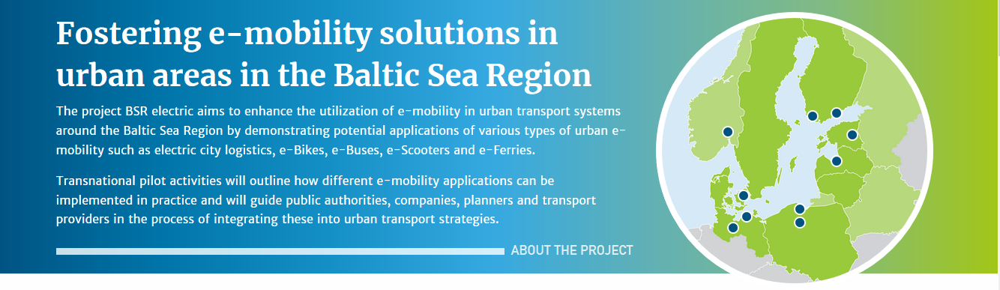 Fostering e-mobility solutions in
urban areas in the Baltic Sea Region
The project BSR electric aims to enhance the utilization of e-mobility in urban transport systems
around the Baltic Sea Region by demonstrating potential applications of various types of urban e-
mobility such as electric city logistics, e-Bikes, e-Buses, e-Scooters and e-Ferries.
Transnational pilot activities will outline how different e-mobility applications can be
implemented in practice and will guide public authorities, companies, planners and transport
providers in the process of integrating these into urban transport strategies.
ABOUT THE PROJECT